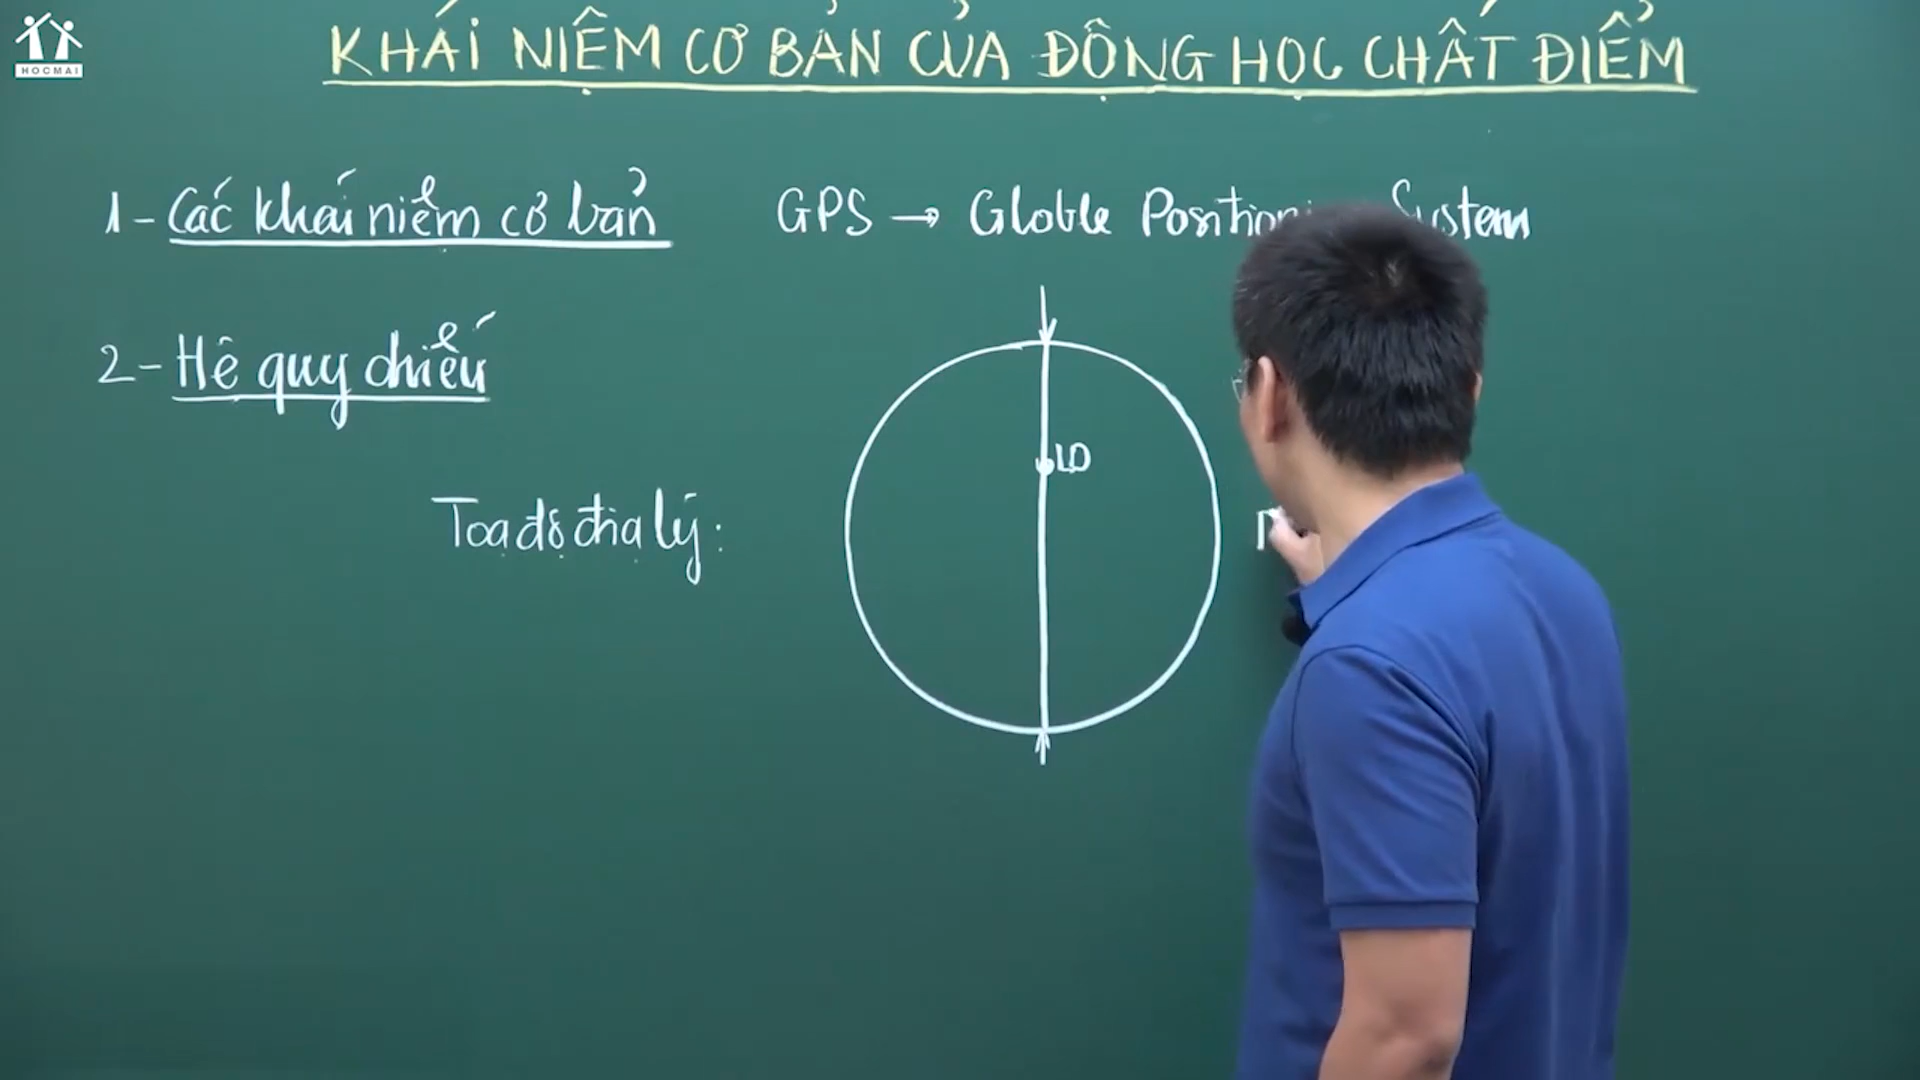 HOCMAI
KHÁI NIỆM CƠ BẢN CỦA ĐỘNG HỌC CHẤT ĐIỂM
1- Các khái niệm cơ bản
GPS → Globle Positioni System
2- Hệ quy chiếu
LD
Toạ độ địa lý: